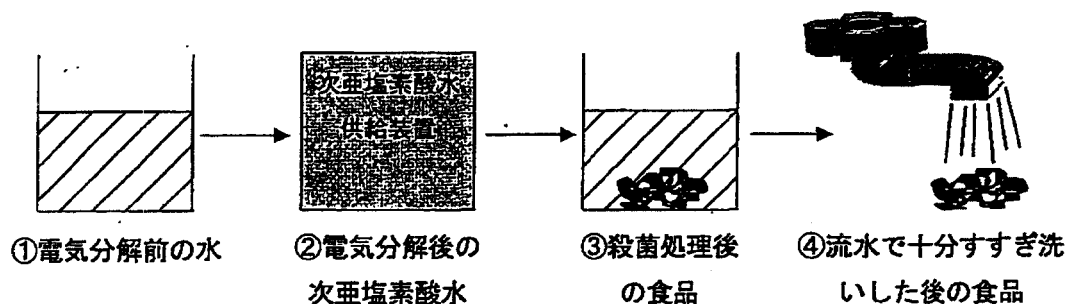 次亜塩素酸水
供給装置
①電気分解前の水
②電気分解後の
次亜塩素酸水
③殺菌処理後
の食品
④流水で十分すすぎ洗
いした後の食品